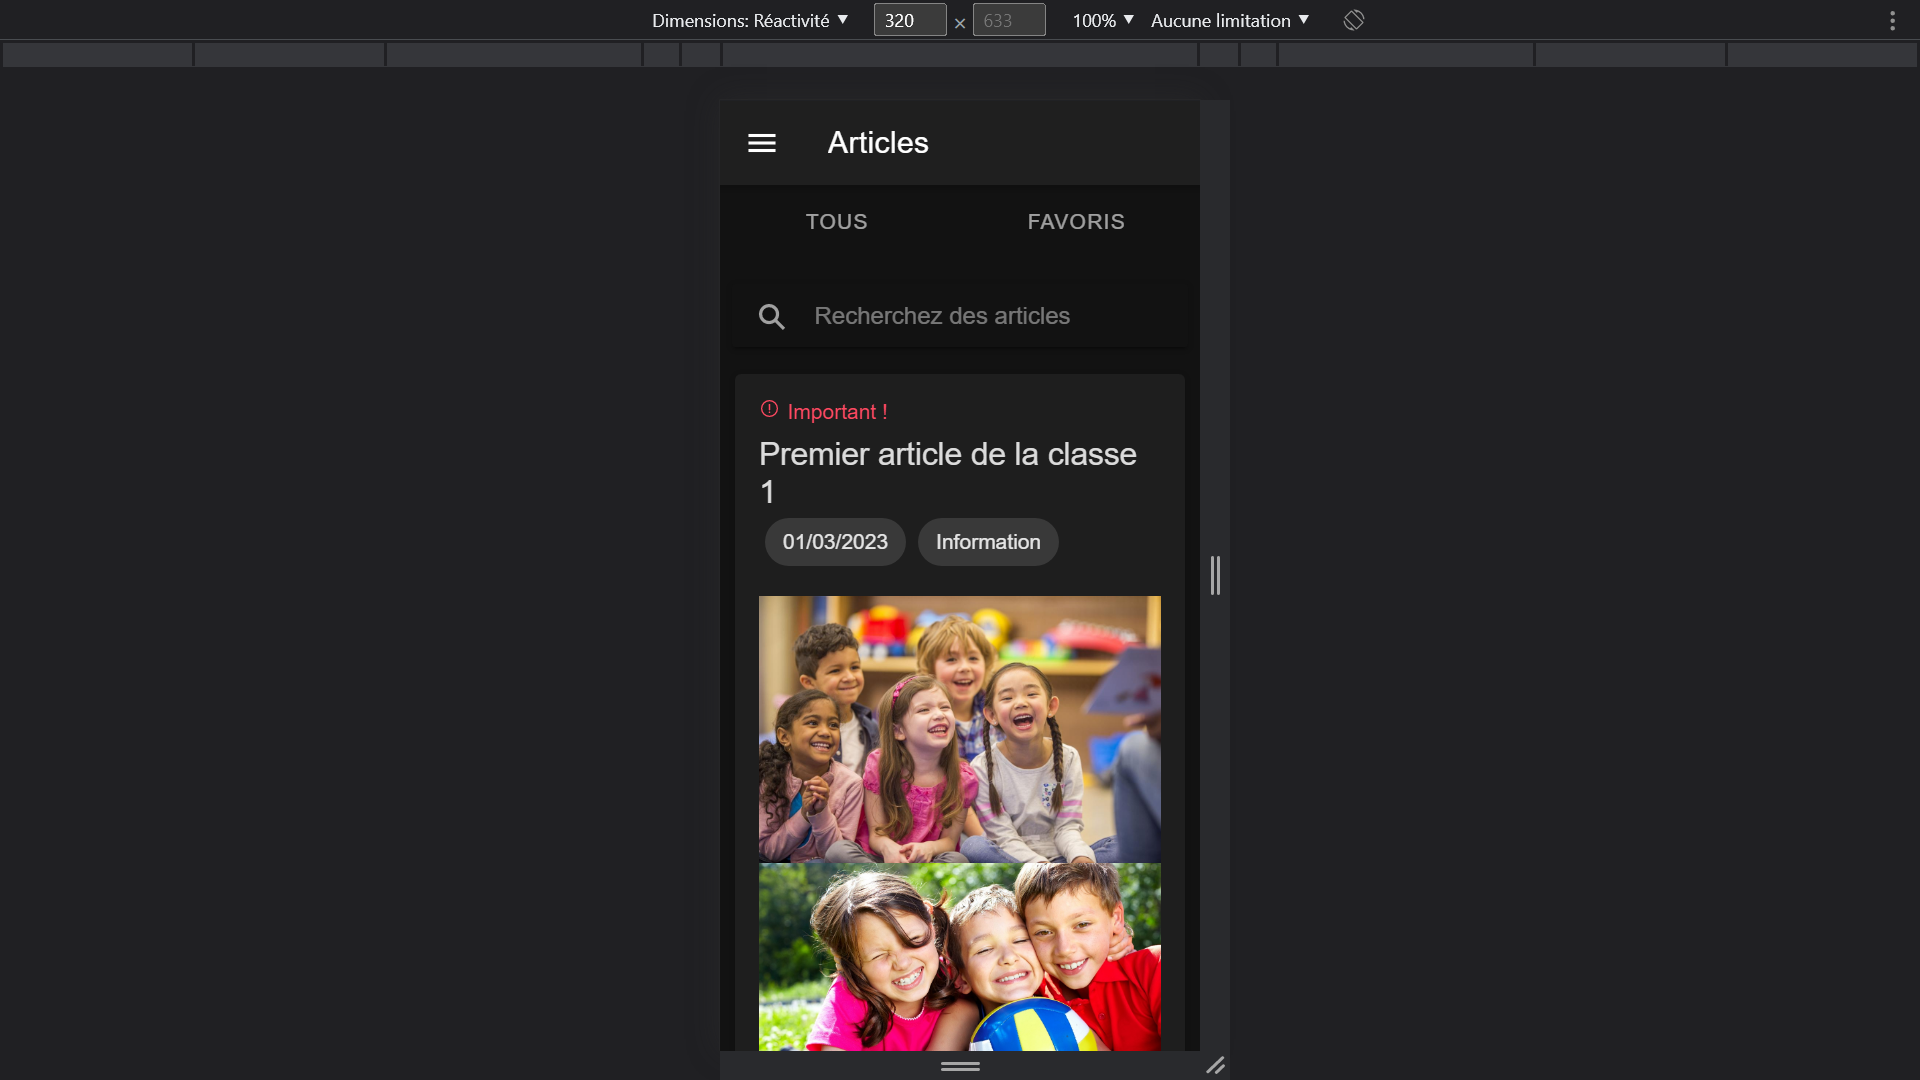 Dimensions: Réactivité ▼ 320 × 633 100% ▼ Aucune limitation ▼
Articles
TOUS FAVORIS
Recherchez des articles
Important !
Premier article de la classe
1
01/03/2023 Information